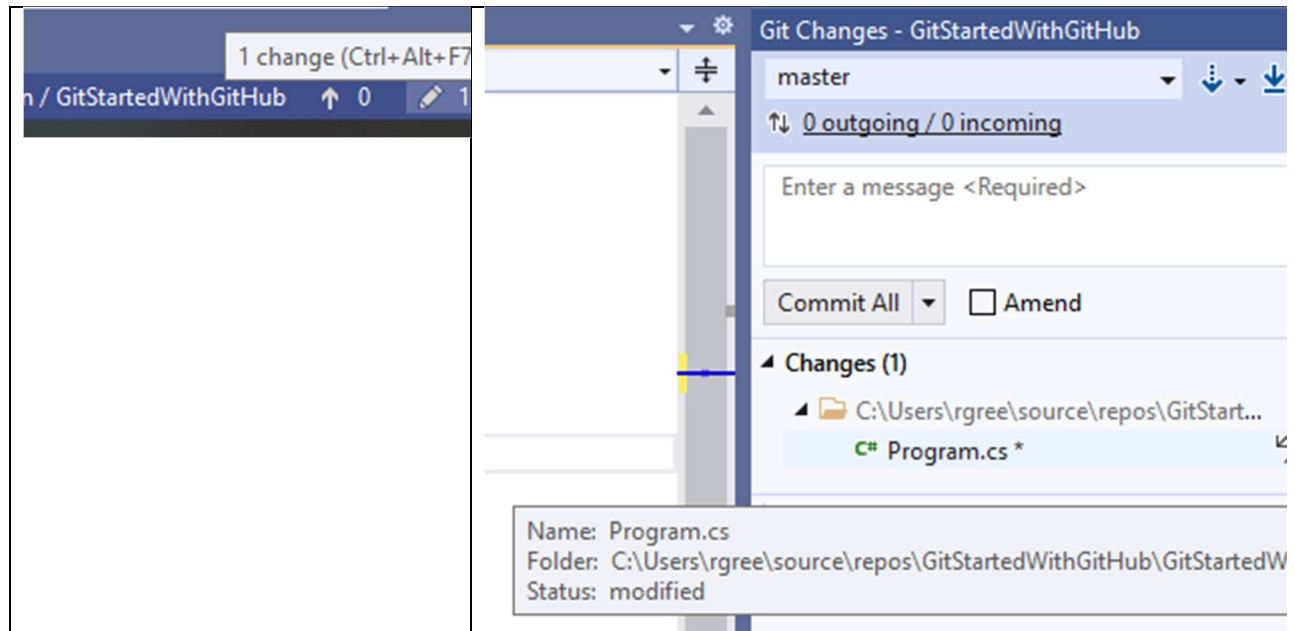 1 change (Ctrl+Alt+F7
/ GitStartedWithGitHub 0 1
Git Changes - GitStartedWithGitHub
master
0 outgoing / 0 incoming
Enter a message <Required>
Commit All Amend
Changes (1)
C:\Users\rgree\source\repos\GitStart...
C# Program.cs *
Name: Program.cs
Folder: C:\Users\rgree\source\repos\GitStartedWithGitHub\GitStartedW
Status: modified